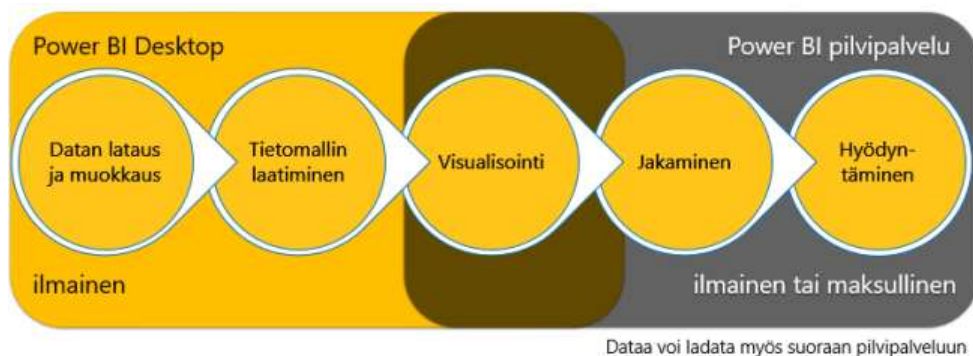 Power BI Desktop
Power BI pilvipalvelu
Datan lataus
ja muokkaus
Tietomallin
laatiminen
Visualisointi
Jakaminen
Hyödyn-
täminen
ilmainen
ilmainen tai maksullinen
Dataa voi ladata myös suoraan pilvipalveluun